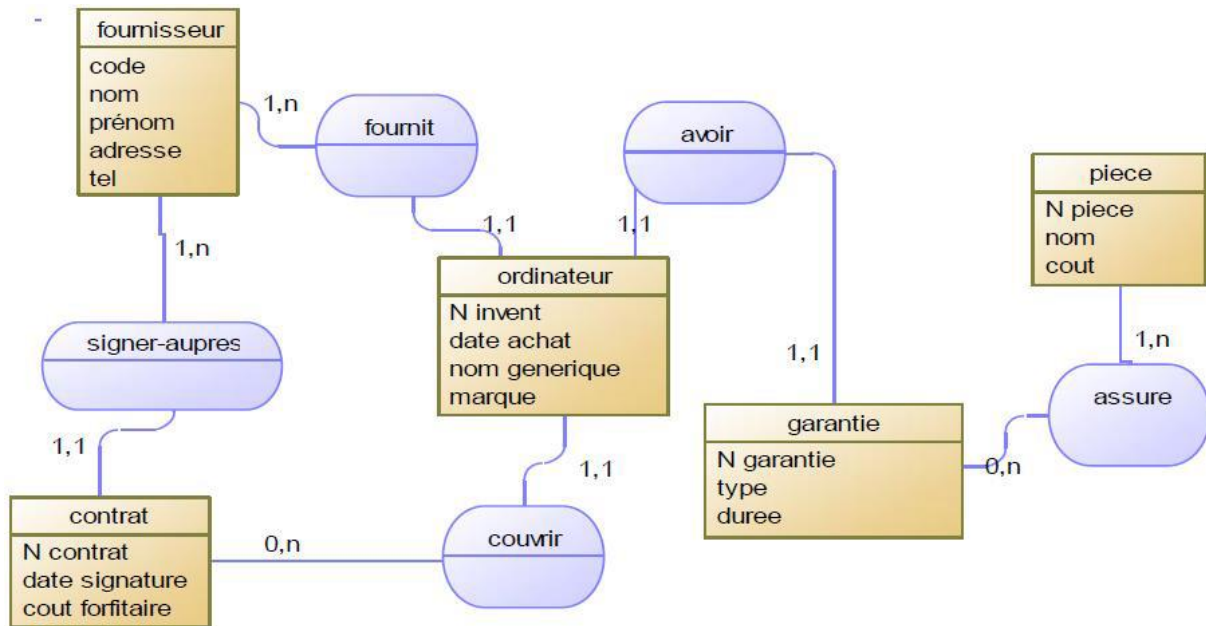 -
fournisseur
code
nom
prénom
adresse
tel
1,n
fournit
1,1
avoir
1,1
1,1
piece
N piece
nom
cout
1,n
assure
0,n
ordinateur
N invent
date achat
nom generique
marque
1,n
signer-aupres
1,1
garantie
N garantie
type
duree
1,1
couvrir
0,n
contrat
N contrat
date signature
cout forfitaire